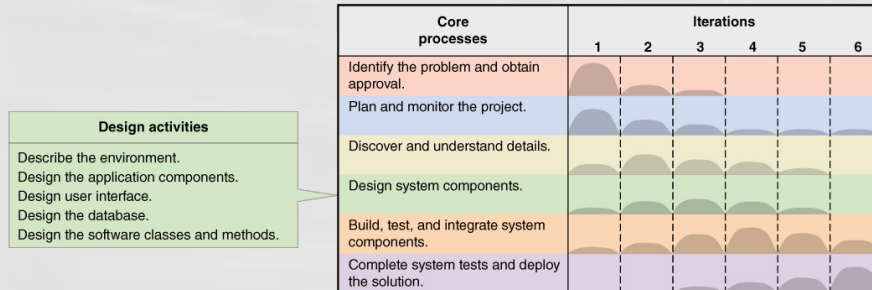 Design activities
Describe the environment.
Design the application components.
Design user interface.
Design the database.
Design the software classes and methods.
Core
processes
Iterations
1 2 3 4 5 6
Identify the problem and obtain
approval.
Plan and monitor the project.
Discover and understand details.
Design system components.
Build, test, and integrate system
components.
Complete system tests and deploy
the solution.